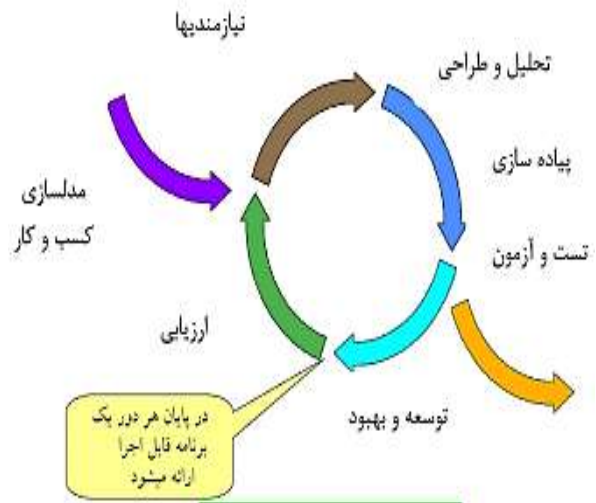 نیازمندیها
تحلیل و طراحی
پیاده سازی
مدلسازی
کسب و کار
تست و آزمون
ارزیابی
توسعه و بهبود
در پایان هر دور یک
برنامه قابل اجرا
ارائه میشود